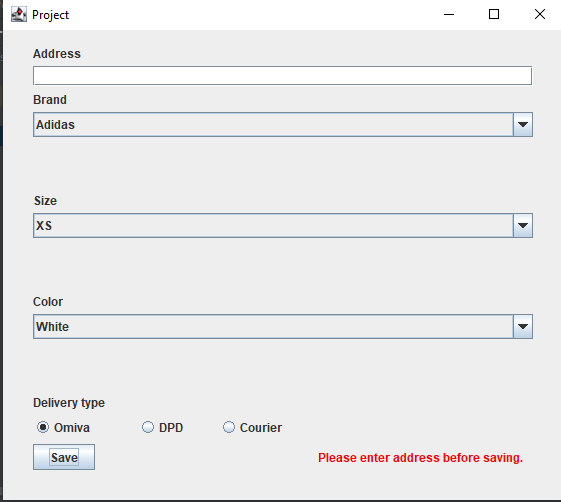 Project
Address
Brand
Adidas
Size
XS
Color
White
Delivery type
Omiva DPD Courier
Save Please enter address before saving.